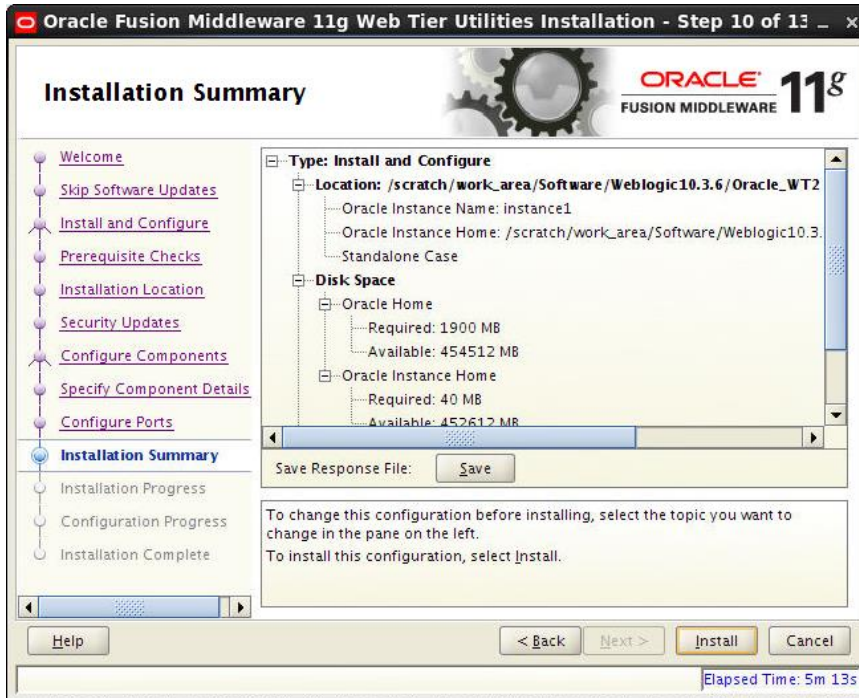 Oracle Fusion Middleware 11g Web Tier Utilities Installation - Step 10 of 13
Installation Summary
ORACLE
FUSION MIDDLEWARE 11g
Welcome
Skip Software Updates
Install and Configure
Prerequisite Checks
Installation Location
Security Updates
Configure Components
Specify Component Details
Configure Ports
Installation Summary
Installation Progress
Configuration Progress
Installation Complete
Type: Install and Configure
Location: /scratch/work_area/Software/Weblogic10.3.6/Oracle_WT2
Oracle Instance Name: instance1
Oracle Instance Home: /scratch/work_area/Software/Weblogic10.3.
Standalone Case
Disk Space
Oracle Home
Required: 1900 MB
Available: 454512 MB
Oracle Instance Home
Required: 40 MB
Available: 452612 MB
Save Response File: Save
To change this configuration before installing, select the topic you want to
change in the pane on the left.
To install this configuration, select Install.
Help < Back Next > Install Cancel
Elapsed Time: 5m 13s